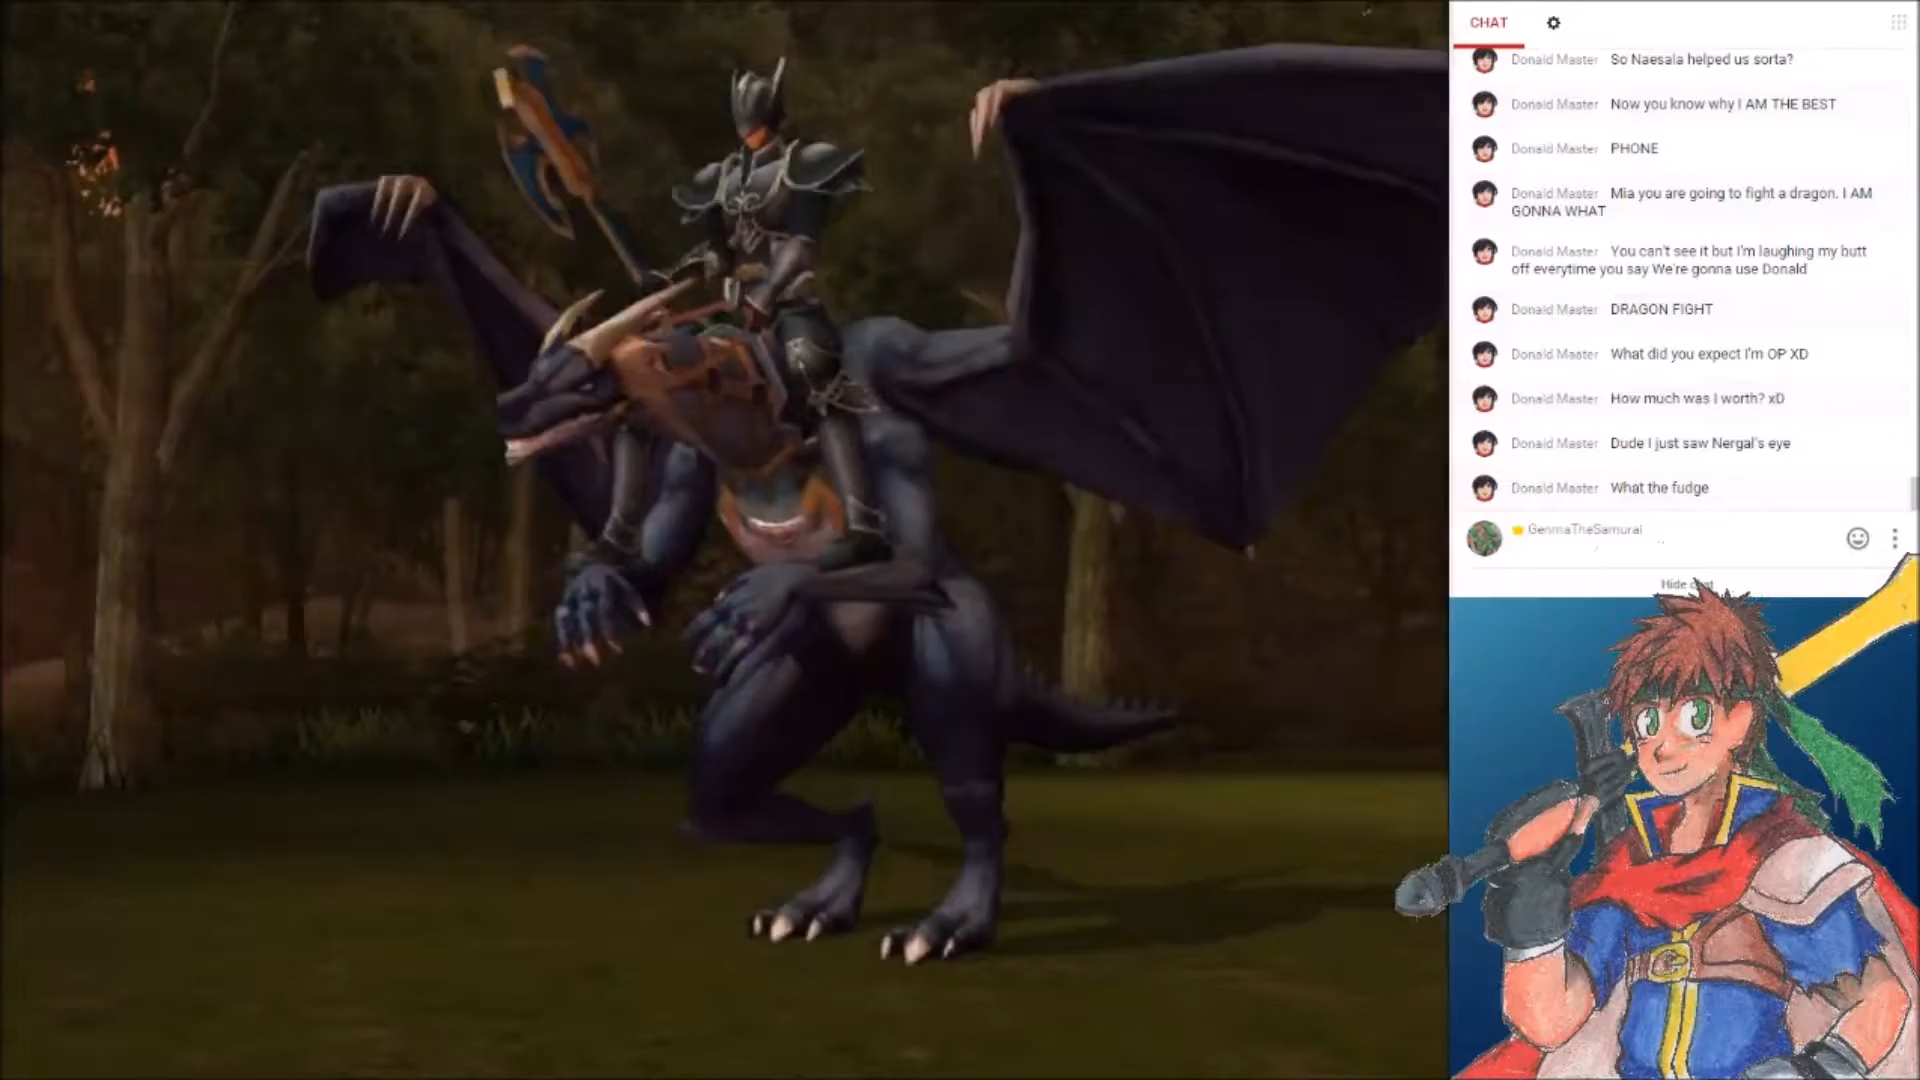 CHAT
Donald Master So Naesala helped us sorta?
Donald Master Now you know why I AM THE BEST
Donald Master PHONE
Donald Master Mia you are going to fight a dragon. I AM
GONNA WHAT
Donald Master You can't see it but I'm laughing my butt
off everytime you say We're gonna use Donald
Donald Master DRAGON FIGHT
Donald Master What did you expect I'm OP XD
Donald Master How much was I worth? xD
Donald Master Dude I just saw Nergal's eye
Donald Master What the fudge
GenmaTheSamurai
Hide chat